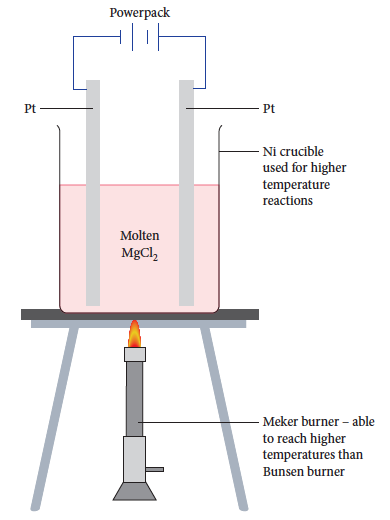 Powerpack
Pt
Pt
Ni crucible
used for higher
temperature
reactions
Molten
MgCl₂
Meker burner – able
to reach higher
temperatures than
Bunsen burner